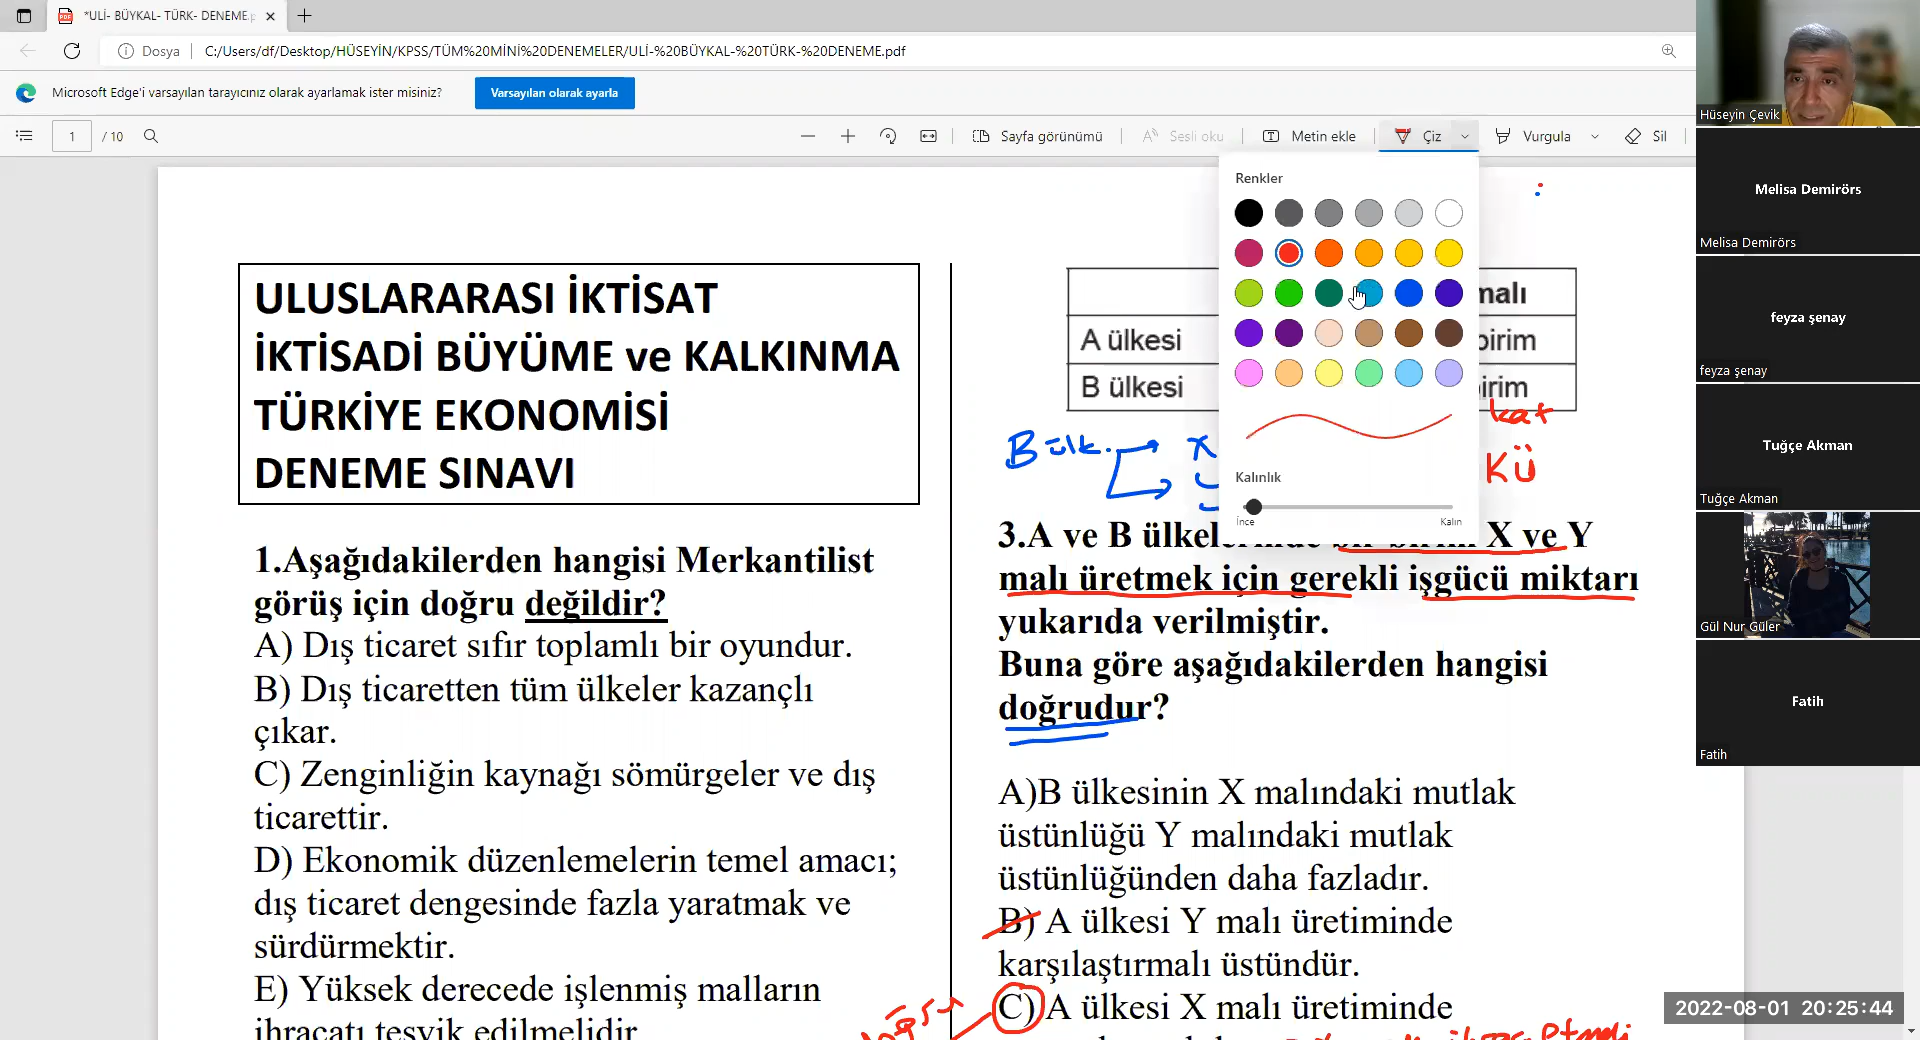 *ULİ- BÜYKAL- TÜRK- DENEME.p
Dosya
C:/Users/df/Desktop/HÜSEYİN/KPSS/TÜM%20MİNİ%20DENEMELER/ULİ-%20BÜYKAL-%20TÜRK-%20DENEME.pdf
Microsoft Edge'i varsayılan tarayıcınız olarak ayarlamak ister misiniz?
Varsayılan olarak ayarla
1 / 10
Sayfa görünümü
Sesli oku
Metin ekle
Çiz
Vurgula
Sil
Renkler
Kalınlık
İnce
Kalın
ULUSLARARASI İKTİSAT
İKTİSADİ BÜYÜME ve KALKINMA
TÜRKİYE EKONOMİSİ
DENEME SINAVI
1.Aşağıdakilerden hangisi Merkantilist
görüş için doğru değildir?
A) Dış ticaret sıfır toplamlı bir oyundur.
B) Dış ticaretten tüm ülkeler kazançlı
çıkar.
C) Zenginliğin kaynağı sömürgeler ve dış
ticarettir.
D) Ekonomik düzenlemelerin temel amacı;
dış ticaret dengesinde fazla yaratmak ve
sürdürmektir.
E) Yüksek derecede işlenmiş malların
ihracatı teşvik edilmelidir
malı
A ülkesi
birim
B ülkesi
birim
kat
B ülk. X
KÜ
3.A ve B ülkelerinde bir birim X ve Y
malı üretmek için gerekli işgücü miktarı
yukarıda verilmiştir.
Buna göre aşağıdakilerden hangisi
doğrudur?
A)B ülkesinin X malındaki mutlak
üstünlüğü Y malındaki mutlak
üstünlüğünden daha fazladır.
B) A ülkesi Y malı üretiminde
karşılaştırmalı üstündür.
C) A ülkesi X malı üretiminde
Hüseyin Çevik
Melisa Demirörs
Melisa Demirörs
feyza şenay
feyza şenay
Tuğçe Akman
Tuğçe Akman
Gül Nur Güler
Fatih
Fatih
2022-08-01 20:25:44